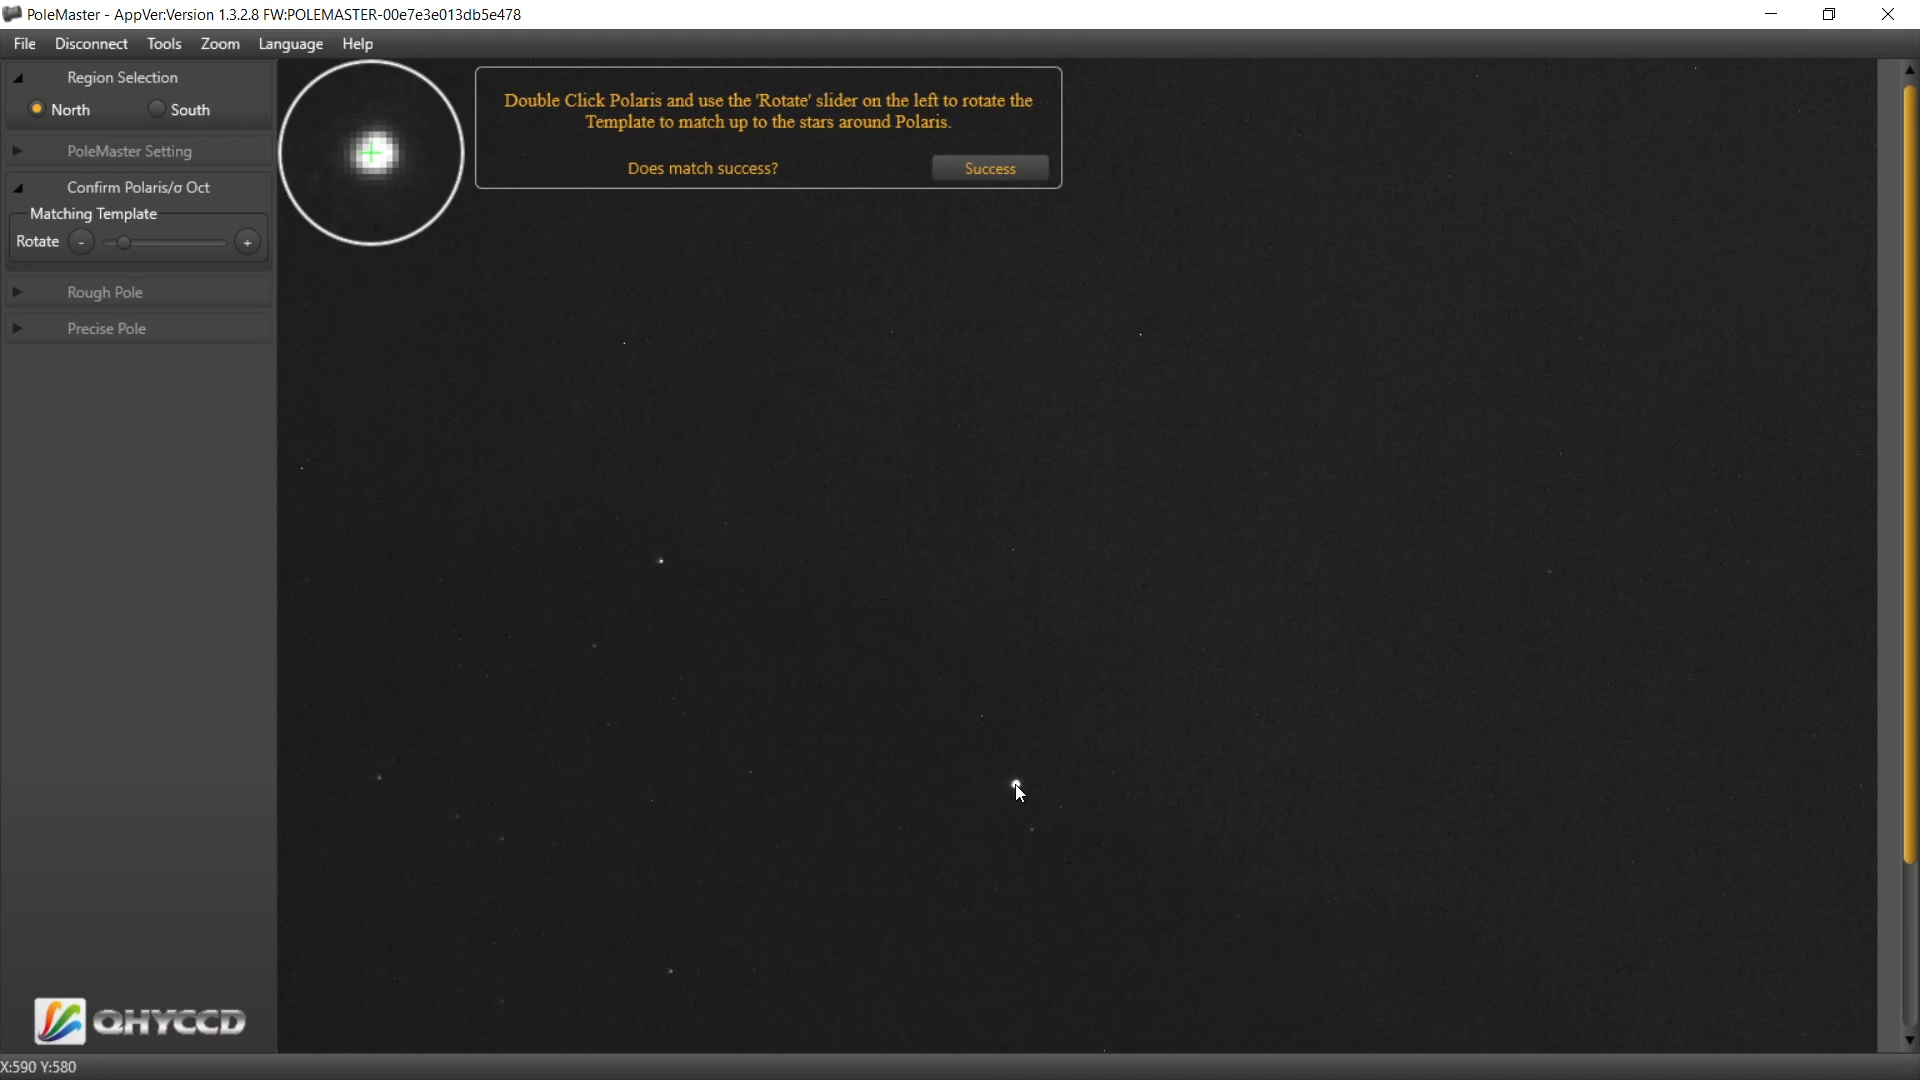 PoleMaster - AppVer:Version 1.3.2.8 FW:POLEMASTER-00e7e3e013db5e478
File Disconnect Tools Zoom Language Help
Region Selection
North South
PoleMaster Setting
Confirm Polaris/σ Oct
Matching Template
Rotate - +
Rough Pole
Precise Pole
Double Click Polaris and use the 'Rotate' slider on the left to rotate the
Template to match up to the stars around Polaris.
Does match success? Success
QHYCCD
X:590 Y:580